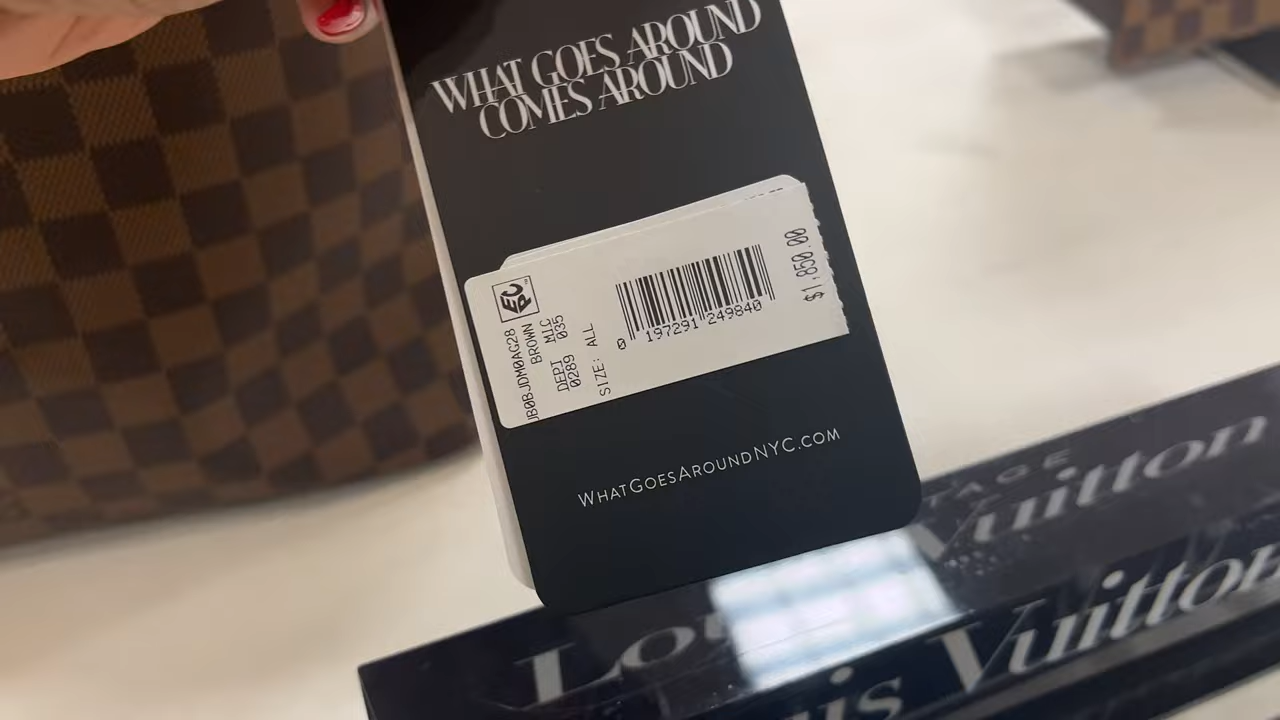 WHAT GOES AROUND
COMES AROUND
JB0BJDM0AG28
BROWN
DEPT MIC
0289 035
SIZE: ALL
0 197291 249840
$1,850.00
WHATGOESAROUNDNYC.COM
Vuitton
Louis Vuitton